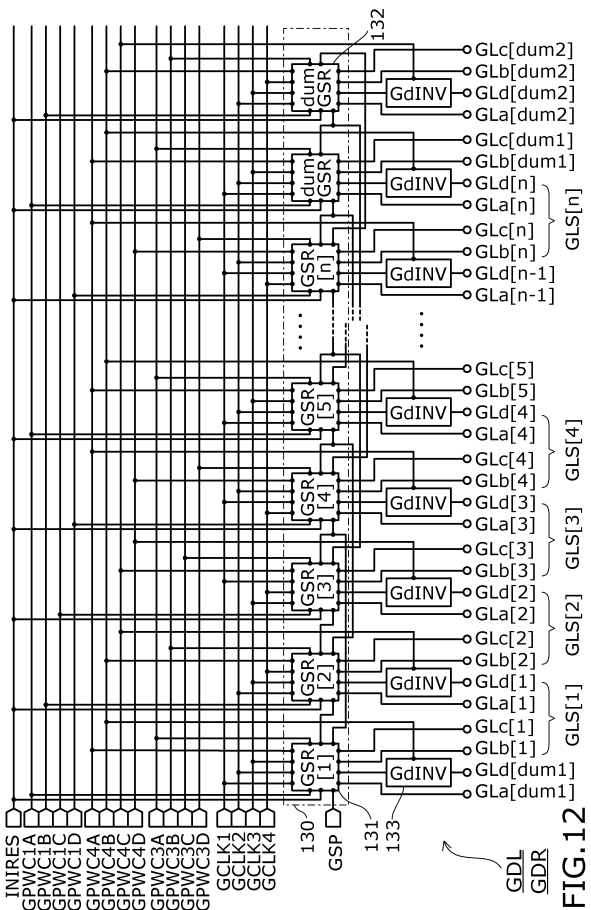 132
dum
GSR
GdINV
GLc[dum2]
GLb[dum2]
GLd[dum2]
GLa[dum2]
dum
GSR
GdINV
GLc[dum1]
GLb[dum1]
GLd[n]
GLa[n]
GLS[n]
GSR
[n]
GdINV
GLc[n]
GLb[n]
GLd[n-1]
GLa[n-1]
GSR
[5]
GdINV
GLc[5]
GLb[5]
GLd[4]
GLa[4]
GLS[4]
GSR
[4]
GdINV
GLc[4]
GLb[4]
GLd[3]
GLa[3]
GLS[3]
GSR
[3]
GdINV
GLc[3]
GLb[3]
GLd[2]
GLa[2]
GLS[2]
GSR
[2]
GdINV
GLc[2]
GLb[2]
GLd[1]
GLa[1]
GLS[1]
GSR
[1]
GdINV
GLc[1]
GLb[1]
GLd[dum1]
GLa[dum1]
INIRES
GPWC1A
GPWC1B
GPWC1C
GPWC1D
GPWC4A
GPWC4B
GPWC4C
GPWC4D
GPWC3A
GPWC3B
GPWC3C
GPWC3D
GCLK1
GCLK2
GCLK3
GCLK4
130
GSP
131
133
GDL
GDR
FIG.12